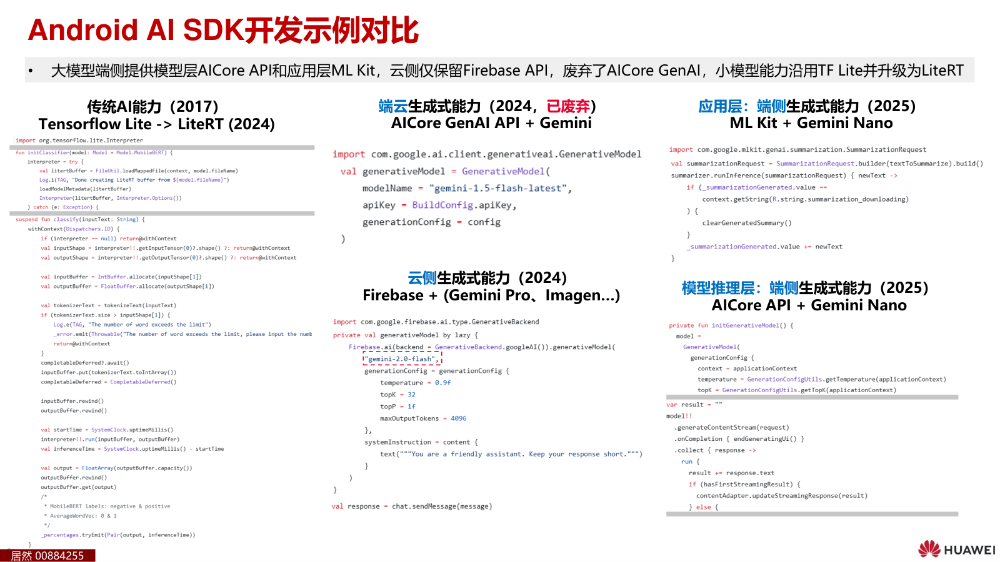 Android AI SDK开发示例对比
• 大模型端侧提供模型层AICore API和应用层ML Kit，云侧仅保留Firebase API，废弃了AICore GenAI，小模型能力沿用TF Lite并升级为LiteRT
传统AI能力（2017）
Tensorflow Lite -> LiteRT (2024)
import org.tensorflow.lite.Interpreter
fun initClassifier(model: Model = Model.MobileBERT) {
interpreter = try {
val litertBuffer = FileUtil.loadMappedFile(context, model.fileName)
Log.i(TAG, "Done creating LiteRT buffer from ${model.fileName}")
loadModelMetadata(litertBuffer)
Interpreter(litertBuffer, Interpreter.Options())
} catch (e: Exception) {
suspend fun classify(inputText: String) {
withContext(Dispatchers.IO) {
if (interpreter == null) return@withContext
val inputShape = interpreter!!.getInputTensor(0)?.shape() ?: return@withContext
val outputShape = interpreter!!.getOutputTensor(0)?.shape() ?: return@withContext
val inputBuffer = IntBuffer.allocate(inputShape[1])
val outputBuffer = FloatBuffer.allocate(outputShape[1])
val tokenizerText = tokenizeText(inputText)
if (tokenizerText.size > inputShape[1]) {
Log.e(TAG, "The number of word exceeds the limit")
_error.emit(Throwable("The number of word exceeds the limit, please input the numb
return@withContext
}
completableDeferred?.await()
inputBuffer.put(tokenizerText.toIntArray())
completableDeferred = CompletableDeferred()
inputBuffer.rewind()
outputBuffer.rewind()
val startTime = SystemClock.uptimeMillis()
interpreter!!.run(inputBuffer, outputBuffer)
val inferenceTime = SystemClock.uptimeMillis() - startTime
val output = FloatArray(outputBuffer.capacity())
outputBuffer.rewind()
outputBuffer.get(output)
/*
* MobileBERT labels: negative & positive
* AverageWordVec: 0 & 1
*/
_percentages.tryEmit(Pair(output, inferenceTime))
}
端云生成式能力（2024，已废弃）
AICore GenAI API + Gemini
import com.google.ai.client.generativeai.GenerativeModel
val generativeModel = GenerativeModel(
modelName = "gemini-1.5-flash-latest",
apiKey = BuildConfig.apiKey,
generationConfig = config
)
云侧生成式能力（2024）
Firebase + (Gemini Pro、Imagen...)
import com.google.firebase.ai.type.GenerativeBackend
private val generativeModel by lazy {
Firebase.ai(backend = GenerativeBackend.googleAI()).generativeModel(
"gemini-2.0-flash",
generationConfig = generationConfig {
temperature = 0.9f
topK = 32
topP = 1f
maxOutputTokens = 4096
},
systemInstruction = content {
text("""You are a friendly assistant. Keep your response short.""")
}
)
}
val response = chat.sendMessage(message)
应用层：端侧生成式能力（2025）
ML Kit + Gemini Nano
import com.google.mlkit.genai.summarization.SummarizationRequest
val summarizationRequest = SummarizationRequest.builder(textToSummarize).build()
summarizer.runInference(summarizationRequest) { newText ->
if (_summarizationGenerated.value ==
context.getString(R.string.summarization_downloading)
) {
clearGeneratedSummary()
}
_summarizationGenerated.value += newText
}
模型推理层：端侧生成式能力（2025）
AICore API + Gemini Nano
private fun initGenerativeModel() {
model =
GenerativeModel(
generationConfig {
context = applicationContext
temperature = GenerationConfigUtils.getTemperature(applicationContext)
topK = GenerationConfigUtils.getTopK(applicationContext)
var result = ""
model!!
.generateContentStream(request)
.onCompletion { endGeneratingUi() }
.collect { response ->
run {
result += response.text
if (hasFirstStreamingResult) {
contentAdapter.updateStreamingResponse(result)
} else {
居然 00884255
HUAWEI